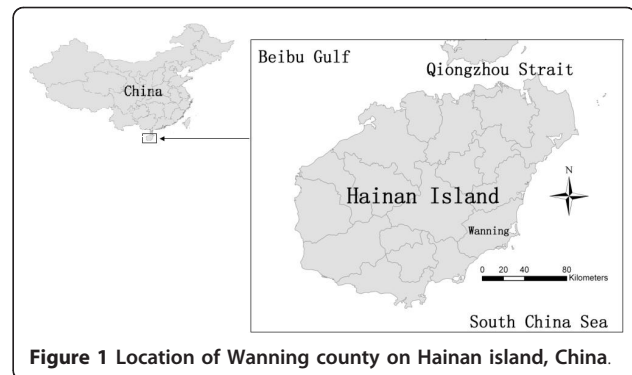 China
Beibu Gulf
Qiongzhou Strait
Hainan Island
N
Wanning
0 20 40 80
Kilometers
South China Sea
Figure 1 Location of Wanning county on Hainan island, China.